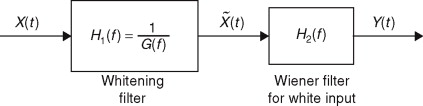 X(t)
H₁(f) = 1/G(f)
X̃(t)
H₂(f)
Y(t)
Whitening
filter
Wiener filter
for white input